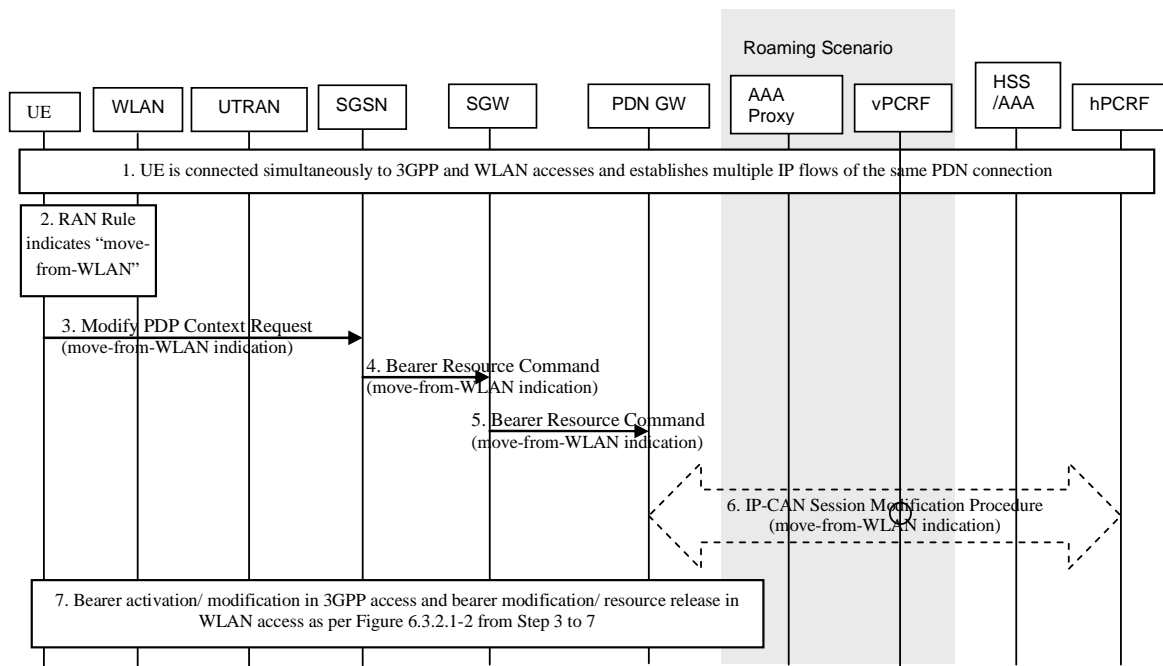 Roaming Scenario
UE
WLAN
UTRAN
SGSN
SGW
PDN GW
AAA
Proxy
vPCRF
HSS
/AAA
hPCRF
1. UE is connected simultaneously to 3GPP and WLAN accesses and establishes multiple IP flows of the same PDN connection
2. RAN Rule
indicates “move-
from-WLAN”
3. Modify PDP Context Request
(move-from-WLAN indication)
4. Bearer Resource Command
(move-from-WLAN indication)
5. Bearer Resource Command
(move-from-WLAN indication)
6. IP-CAN Session Modification Procedure
(move-from-WLAN indication)
7. Bearer activation/ modification in 3GPP access and bearer modification/ resource release in
WLAN access as per Figure 6.3.2.1-2 from Step 3 to 7